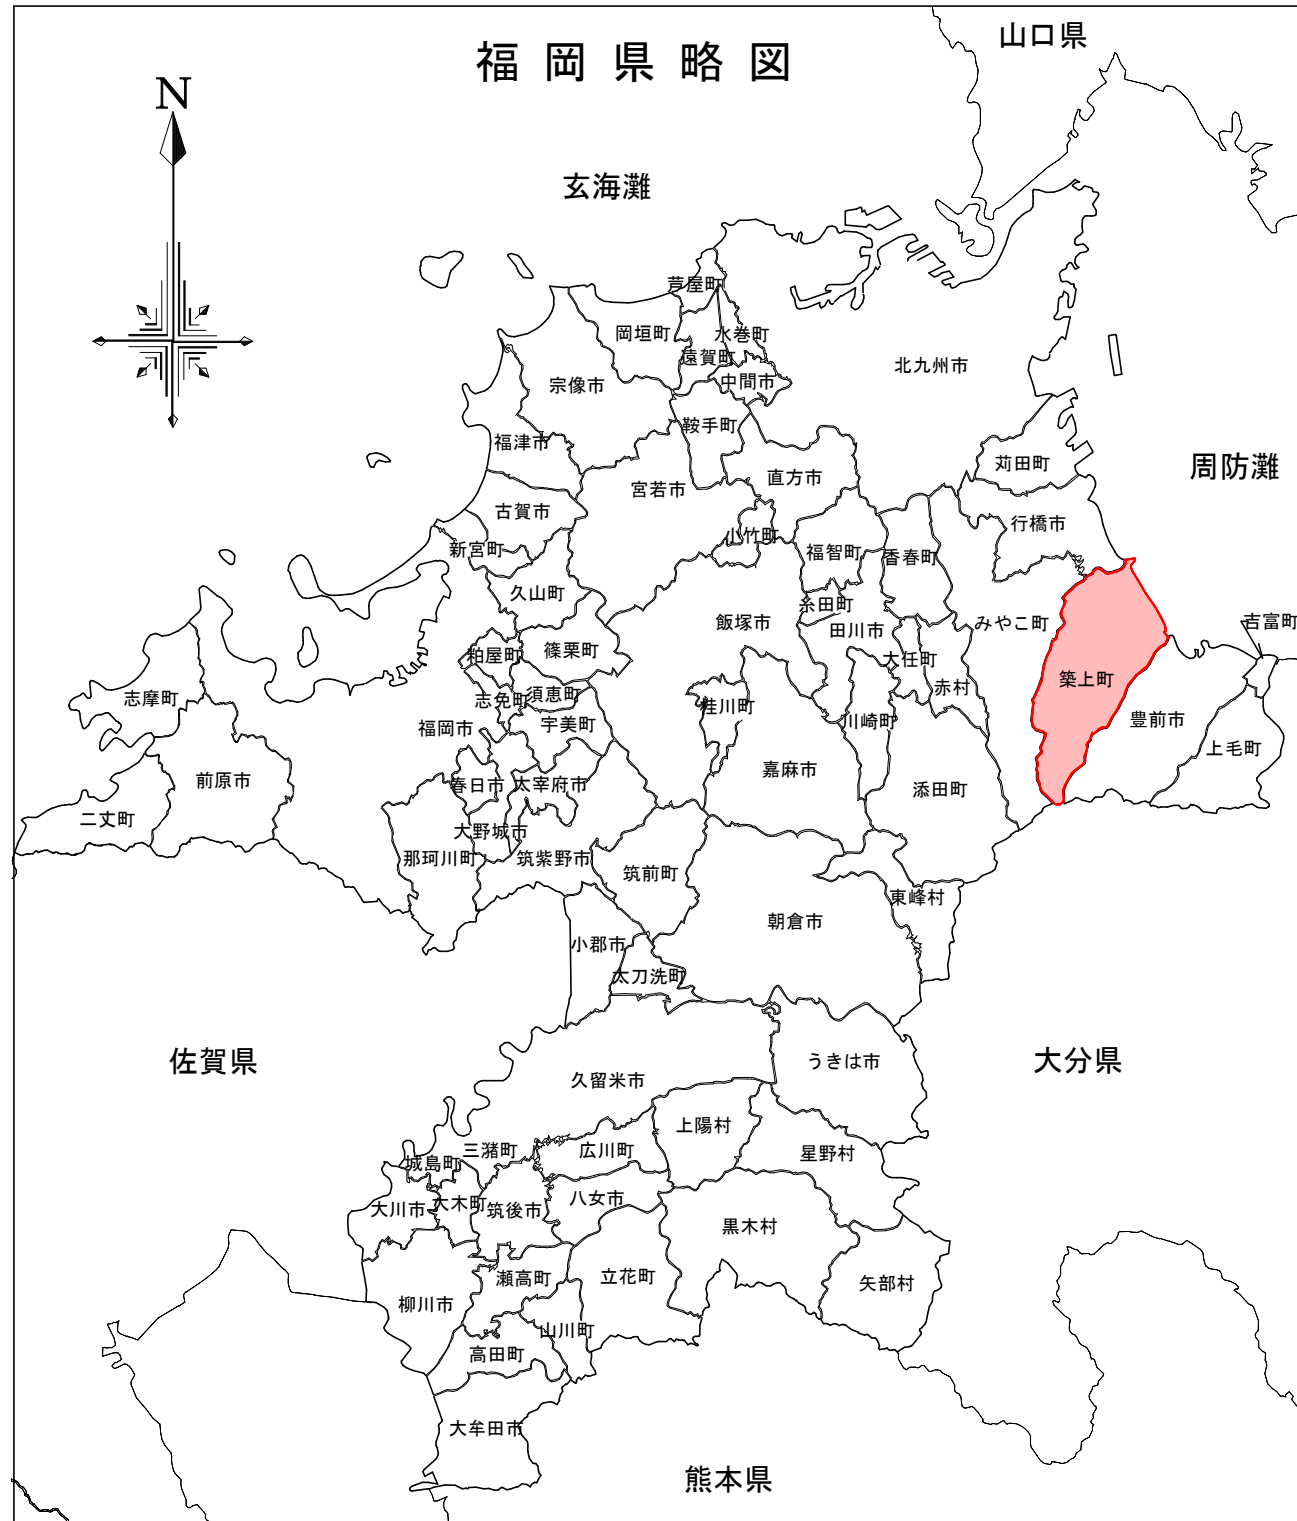 福岡県略図
山口県
N
玄海灘
芦屋町
岡垣町
水巻町
遠賀町
北九州市
中間市
宗像市
鞍手町
福津市
苅田町
周防灘
直方市
宮若市
古賀市
行橋市
小竹町
新宮町
福智町
香春町
久山町
糸田町
飯塚市
みやこ町
吉富町
田川市
篠栗町
粕屋町
大任町
築上町
赤村
志摩町
志免町
須恵町
桂川町
川崎町
豊前市
福岡市
宇美町
上毛町
嘉麻市
前原市
春日市
太宰府市
添田町
二丈町
大野城市
那珂川町
筑紫野市
筑前町
東峰村
朝倉市
小郡市
太刀洗町
佐賀県
うきは市
大分県
久留米市
上陽村
三潴町
広川町
星野村
城島町
八女市
大川市
大木町
筑後市
黒木村
瀬高町
立花町
矢部村
柳川市
山川町
高田町
大牟田市
熊本県